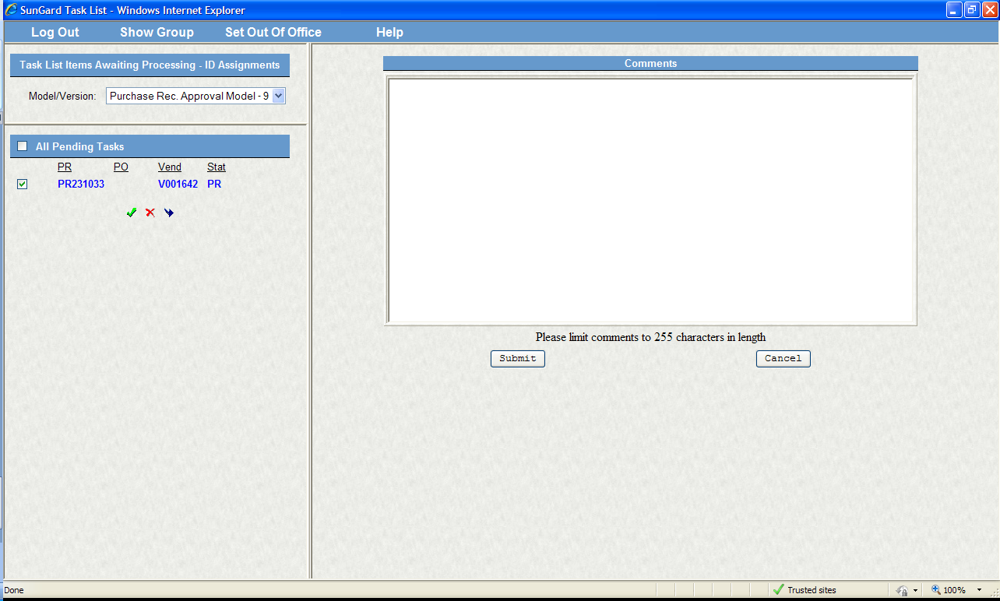 SunGard Task List - Windows Internet Explorer
Log Out Show Group Set Out Of Office Help
Task List Items Awaiting Processing - ID Assignments
Model/Version: Purchase Rec. Approval Model - 9
All Pending Tasks
PR PO Vend Stat
PR231033 V001642 PR
Comments
Please limit comments to 255 characters in length
Submit Cancel
Done Trusted sites 100%